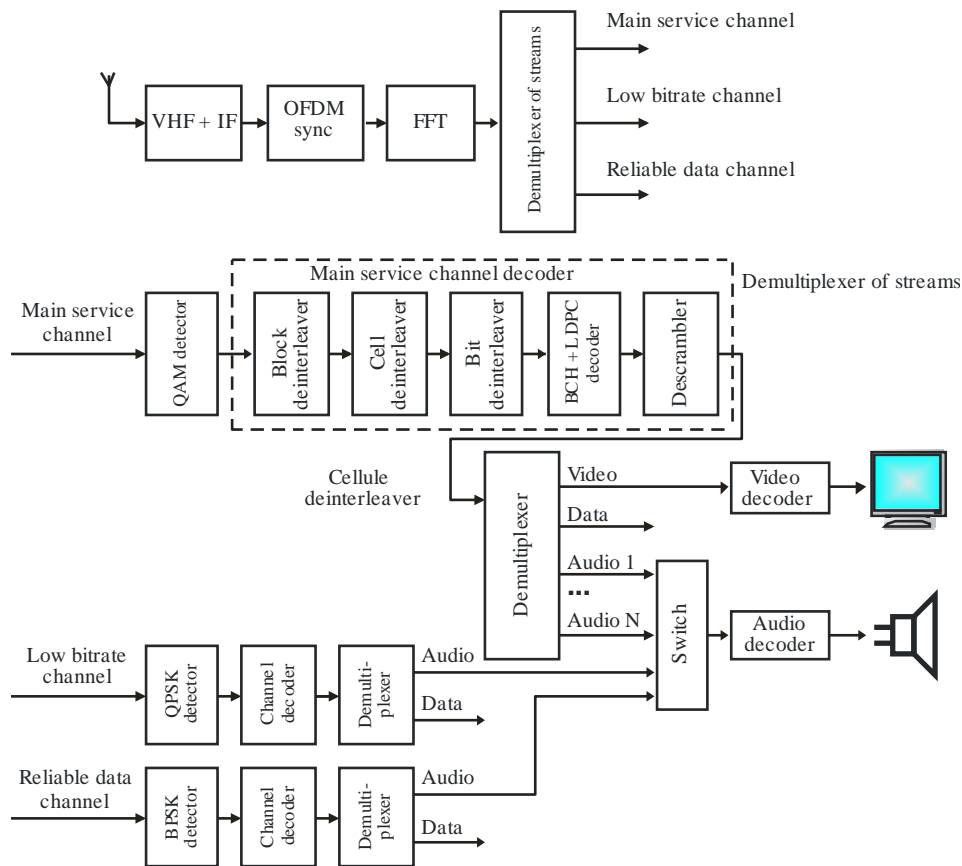 Main service channel
VHF + IF
OFDM
sync
FFT
Demultiplexer of streams
Low bitrate channel
Reliable data channel
Main service
channel
QAM detector
Main service channel decoder
Block
deinterleaver
Cell
deinterleaver
Bit
deinterleaver
BCH + LDPC
decoder
Descrambler
Demultiplexer of streams
Cellule
deinterleaver
Demultiplexer
Video
Data
Audio 1
...
Audio N
Video
decoder
Switch
Audio
decoder
Low bitrate
channel
QPSK
detector
Channel
decoder
Demulti-
plexer
Audio
Data
Reliable data
channel
BPSK
detector
Channel
decoder
Demulti-
plexer
Audio
Data